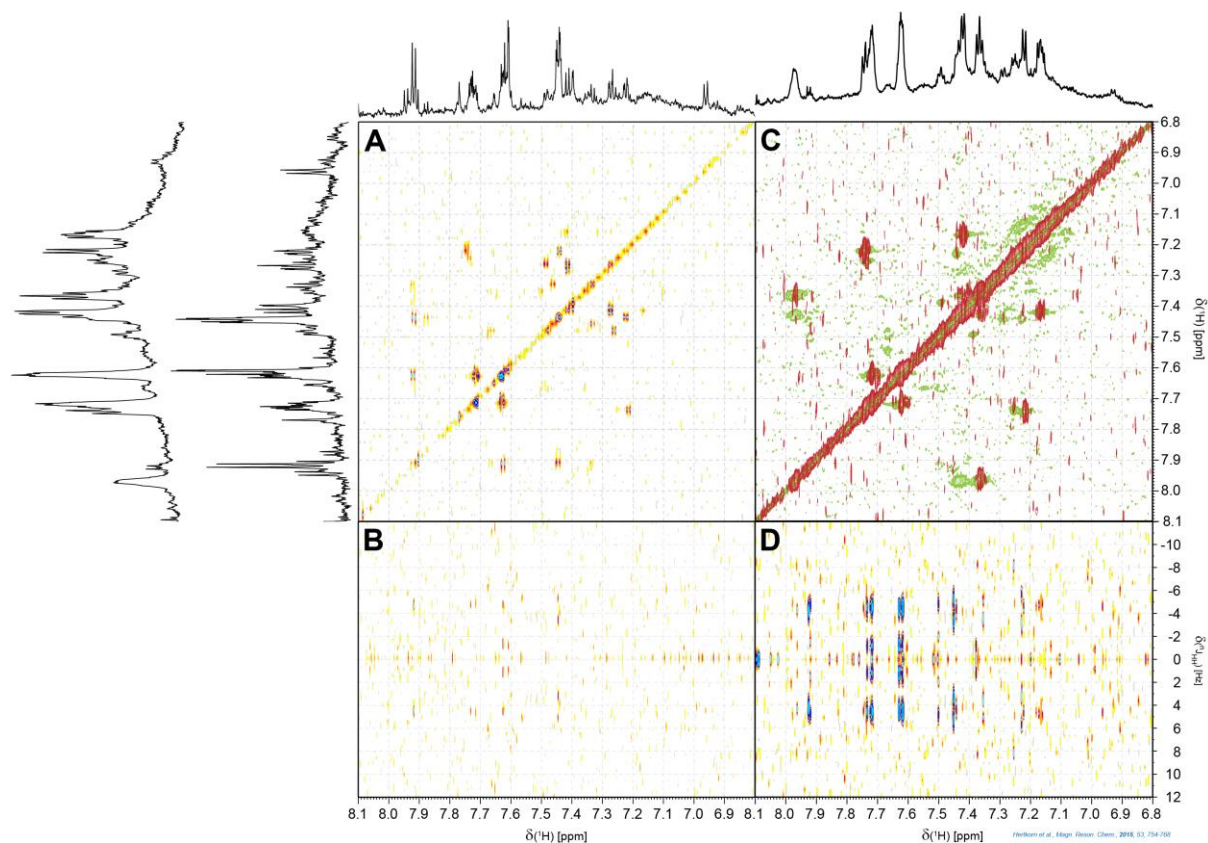 A
C
6.8
6.9
7.0
7.1
7.2
7.3
7.4
7.5
7.6
7.7
7.8
7.9
8.0
8.1
δ(¹H) [ppm]
B
D
-10
-8
-6
-4
-2
0
2
4
6
8
10
12
δ(ⁿJHH) [Hz]
8.1 8.0 7.9 7.8 7.7 7.6 7.5 7.4 7.3 7.2 7.1 7.0 6.9 8.1 8.0 7.9 7.8 7.7 7.6 7.5 7.4 7.3 7.2 7.1 7.0 6.9 6.8
δ(¹H) [ppm]
δ(¹H) [ppm]
Hertkorn et al., Magn. Reson. Chem., 2015, 53, 754-768